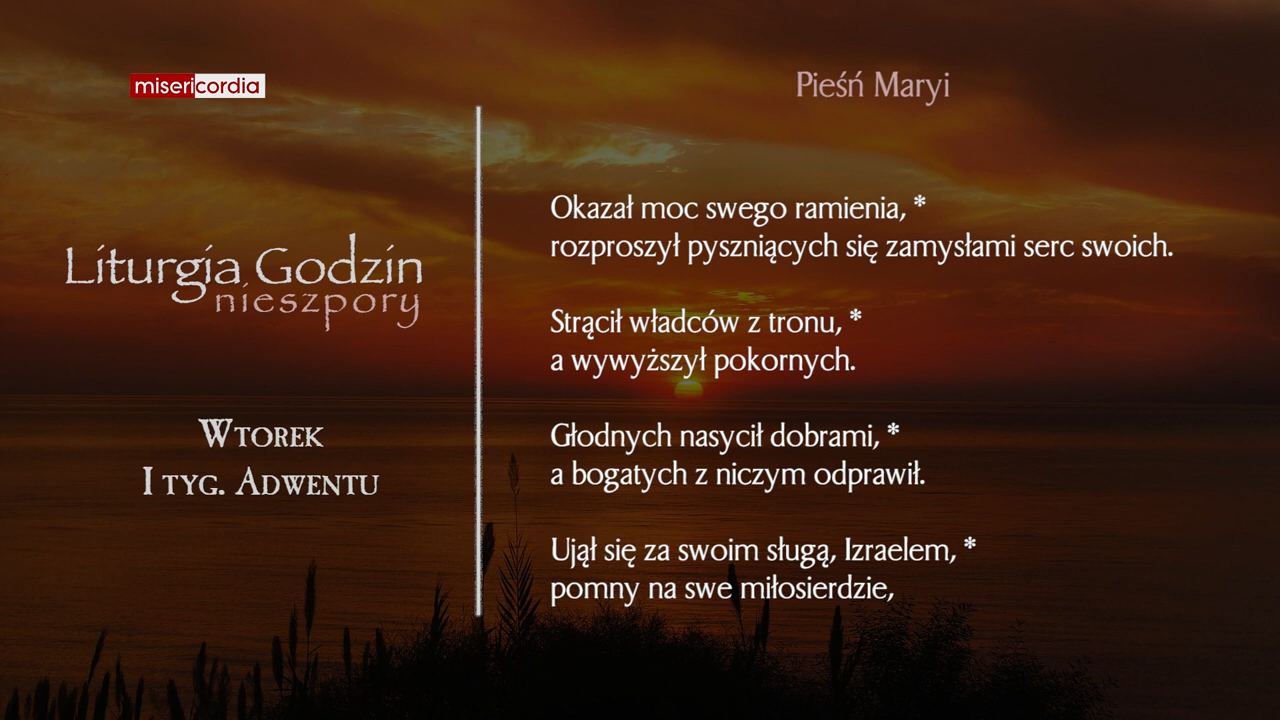 misericordia
Pieśń Maryi
Liturgia Godzin
nieszpory
Wtorek
I tyg. Adwentu
Okazał moc swego ramienia, *
rozproszył pyszniących się zamysłami serc swoich.
Strącił władców z tronu, *
a wywyższył pokornych.
Głodnych nasycił dobrami, *
a bogatych z niczym odprawił.
Ujął się za swoim sługą, Izraelem, *
pomny na swe miłosierdzie,